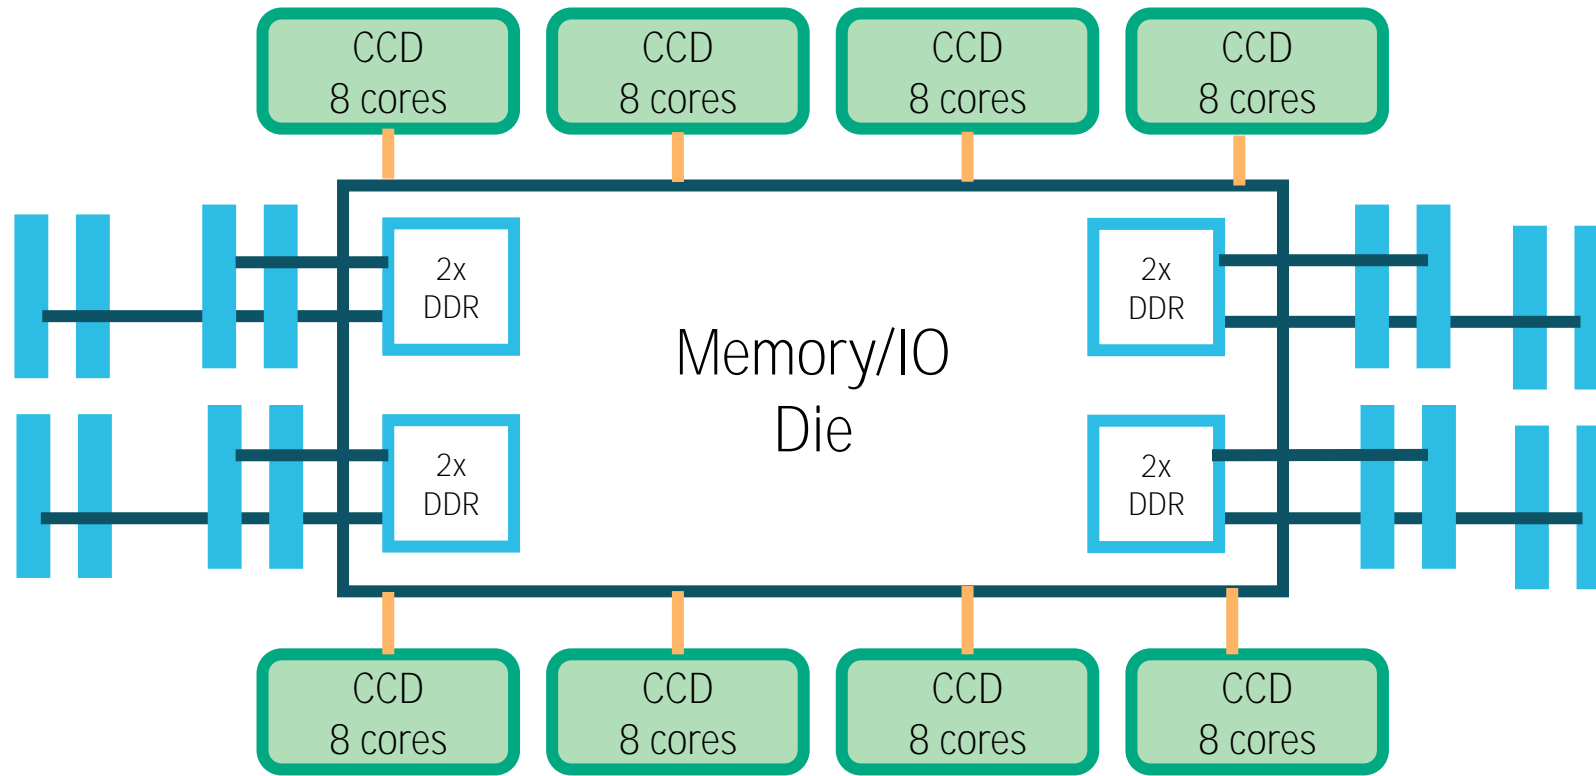 CCD
8 cores
CCD
8 cores
CCD
8 cores
CCD
8 cores
2x
DDR
2x
DDR
Memory/IO
Die
2x
DDR
2x
DDR
CCD
8 cores
CCD
8 cores
CCD
8 cores
CCD
8 cores